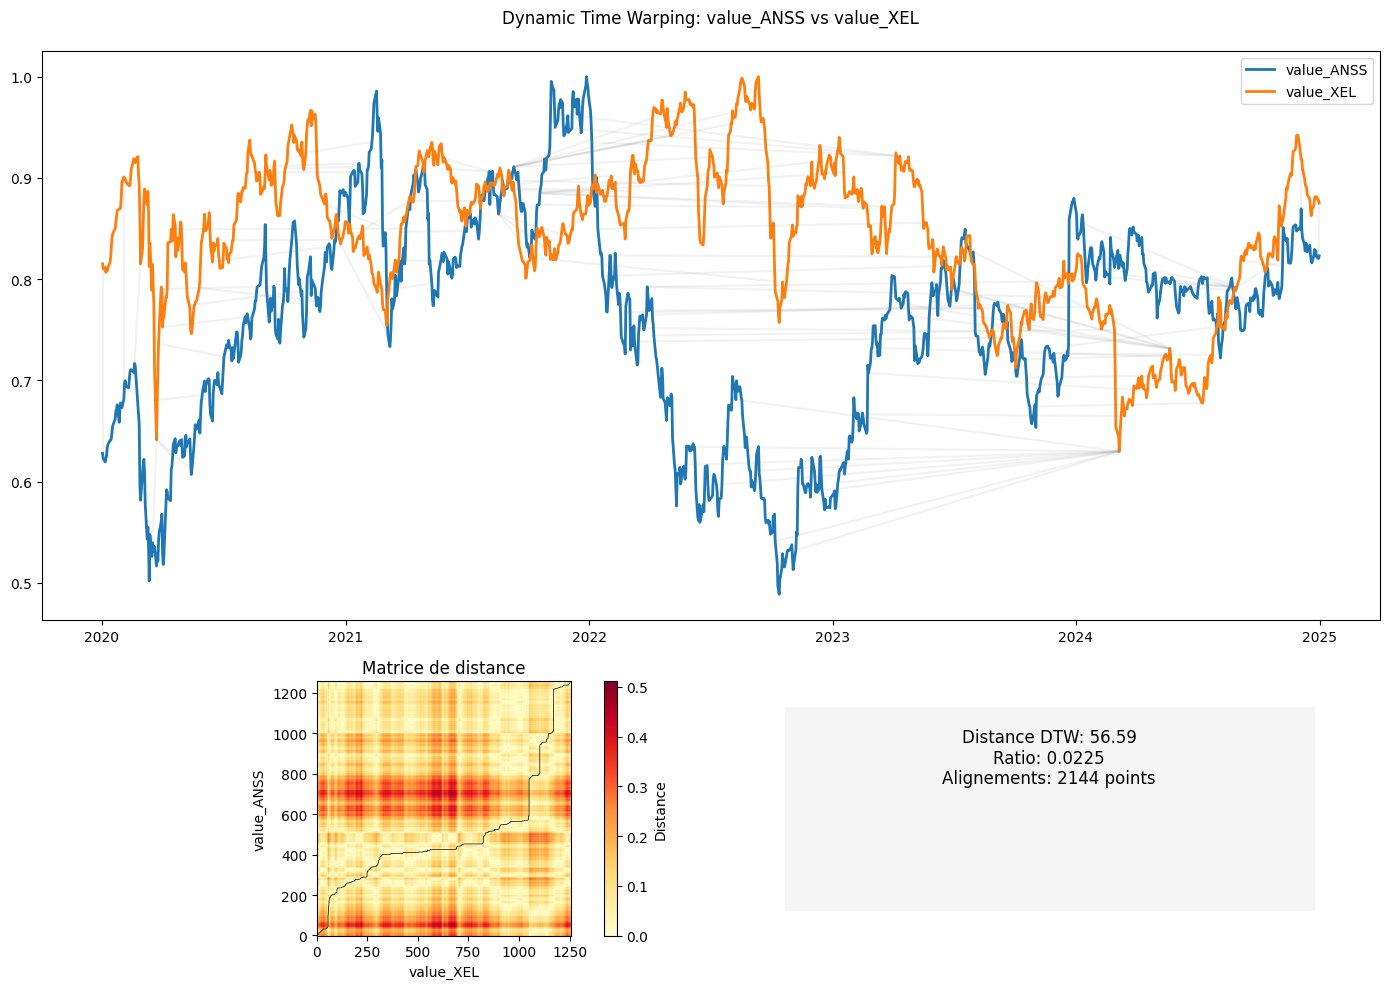 Dynamic Time Warping: value_ANSS vs value_XEL
value_ANSS
value_XEL
1.0
0.9
0.8
0.7
0.6
0.5
2020 2021 2022 2023 2024 2025
Matrice de distance
value_ANSS
1200
1000
800
600
400
200
0
0 250 500 750 1000 1250
value_XEL
0.5
0.4
0.3
0.2
0.1
0.0
Distance
Distance DTW: 56.59
Ratio: 0.0225
Alignements: 2144 points